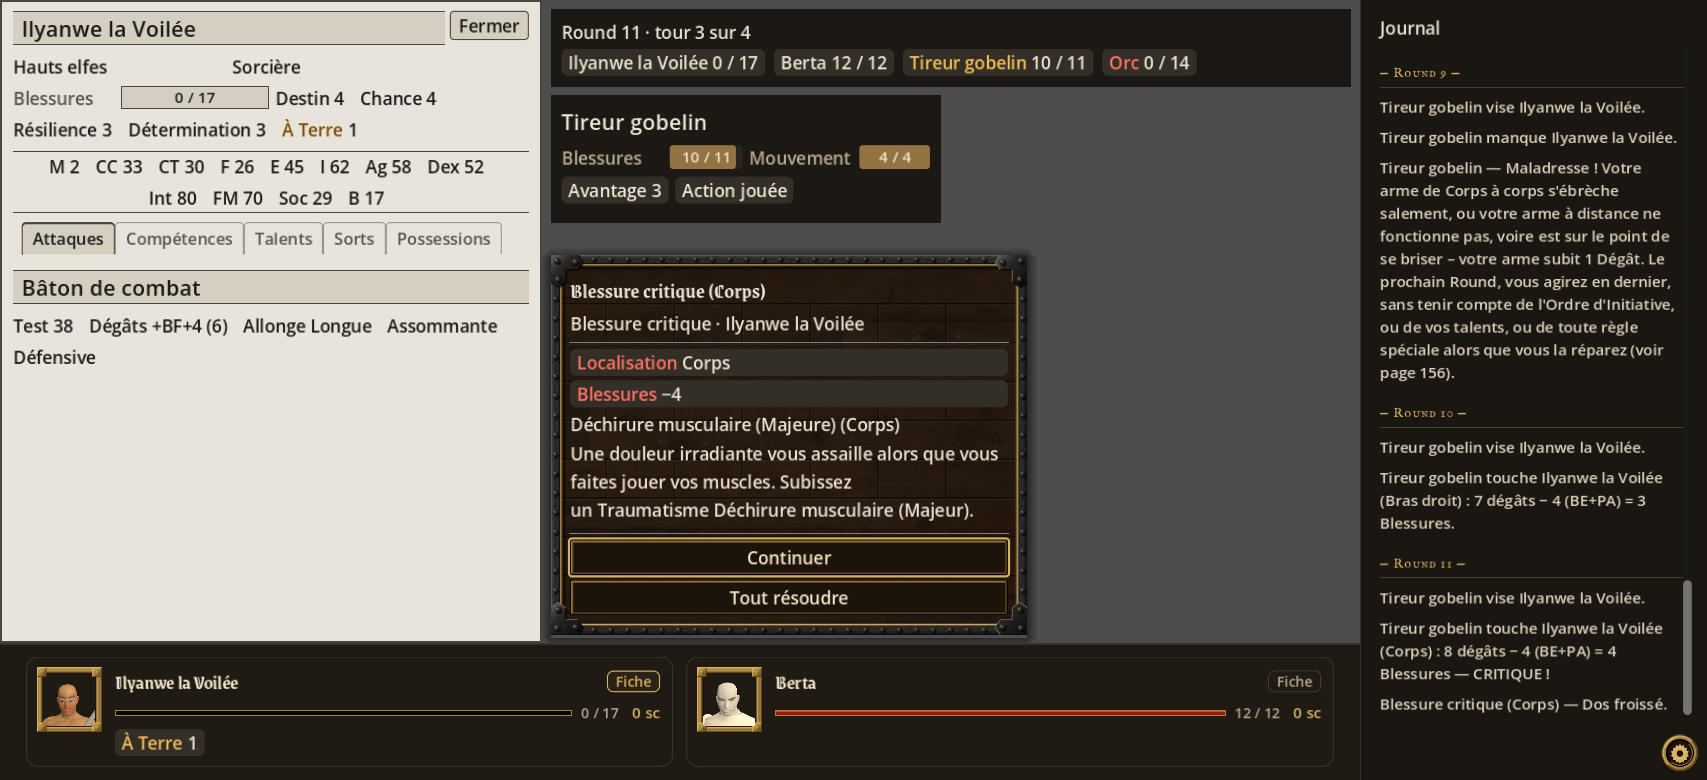 Ilyanwe la Voilée
Fermer
Hauts elfes Sorcière
Blessures 0 / 17 Destin 4 Chance 4
Résilience 3 Détermination 3 À Terre 1
M 2 CC 33 CT 30 F 26 E 45 I 62 Ag 58 Dex 52
Int 80 FM 70 Soc 29 B 17
Attaques Compétences Talents Sorts Possessions
Bâton de combat
Test 38 Dégâts +BF+4 (6) Allonge Longue Assommante
Défensive
Round 11 · tour 3 sur 4
Ilyanwe la Voilée 0 / 17 Berta 12 / 12 Tireur gobelin 10 / 11 Orc 0 / 14
Tireur gobelin
Blessures 10 / 11 Mouvement 4 / 4
Avantage 3 Action jouée
Blessure critique (Corps)
Blessure critique · Ilyanwe la Voilée
Localisation Corps
Blessures −4
Déchirure musculaire (Majeure) (Corps)
Une douleur irradiante vous assaille alors que vous
faites jouer vos muscles. Subissez
un Traumatisme Déchirure musculaire (Majeur).
Continuer
Tout résoudre
Journal
– Round 9 –
Tireur gobelin vise Ilyanwe la Voilée.
Tireur gobelin manque Ilyanwe la Voilée.
Tireur gobelin — Maladresse ! Votre
arme de Corps à corps s'ébrèche
salement, ou votre arme à distance ne
fonctionne pas, voire est sur le point de
se briser – votre arme subit 1 Dégât. Le
prochain Round, vous agirez en dernier,
sans tenir compte de l'Ordre d'Initiative,
ou de vos talents, ou de toute règle
spéciale alors que vous la réparez (voir
page 156).
– Round 10 –
Tireur gobelin vise Ilyanwe la Voilée.
Tireur gobelin touche Ilyanwe la Voilée
(Bras droit) : 7 dégâts − 4 (BE+PA) = 3
Blessures.
– Round 11 –
Tireur gobelin vise Ilyanwe la Voilée.
Tireur gobelin touche Ilyanwe la Voilée
(Corps) : 8 dégâts − 4 (BE+PA) = 4
Blessures — CRITIQUE !
Blessure critique (Corps) — Dos froissé.
Ilyanwe la Voilée Fiche
0 / 17 0 sc
À Terre 1
Berta Fiche
12 / 12 0 sc